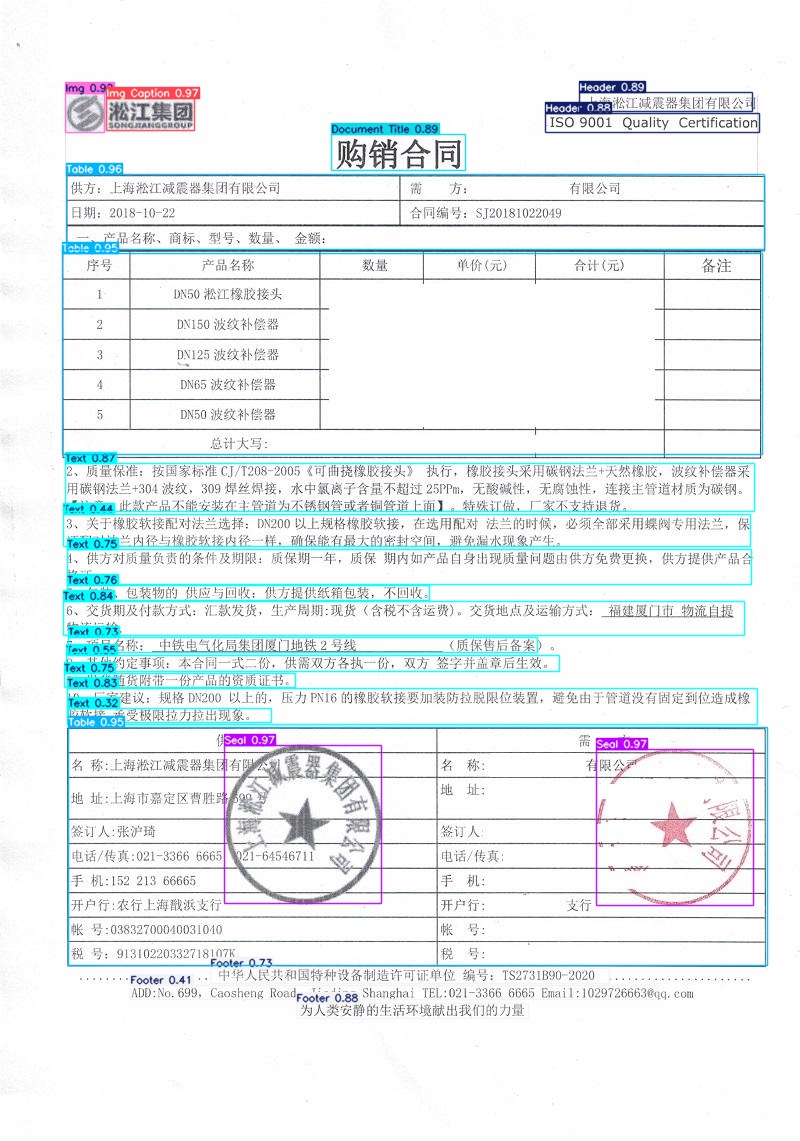 Img 0.9
Img Caption 0.97
淞江集团
SONGJIANGGROUP
Header 0.89
上海淞江减震器集团有限公司
Header 0.88
ISO 9001 Quality Certification
Document Title 0.89
购销合同
Table 0.96
供方: 上海淞江减震器集团有限公司 需 方: 有限公司
日期: 2018-10-22 合同编号: SJ20181022049
一、产品名称、商标、型号、数量、 金额:
Table 0.95
序号 产品名称 数量 单价(元) 合计(元) 备注
1 DN50 淞江橡胶接头
2 DN150 波纹补偿器
3 DN125 波纹补偿器
4 DN65 波纹补偿器
5 DN50 波纹补偿器
总计大写:
Text 0.87
2、质量保准: 按国家标准 CJ/T208-2005《可曲挠橡胶接头》 执行, 橡胶接头采用碳钢法兰+天然橡胶, 波纹补偿器采
用碳钢法兰+304 波纹, 309 焊丝焊接, 水中氯离子含量不超过 25PPm, 无酸碱性, 无腐蚀性, 连接主管道材质为碳钢。
Text 0.44
此款产品不能安装在主管道为不锈钢管或者铜管道上面】。特殊订做, 厂家不支持退货。
3、关于橡胶软接配对法兰选择: DN200 以上规格橡胶软接, 在选用配对 法兰的时候, 必须全部采用蝶阀专用法兰, 保
Text 0.75
法兰内径与橡胶软接内径一样, 确保能有最大的密封空间, 避免漏水现象产生。
4、供方对质量负责的条件及期限: 质保期一年, 质保 期内如产品自身出现质量问题由供方免费更换, 供方提供产品合
Text 0.76
包装物的 供应与回收: 供方提供纸箱包装, 不回收。
Text 0.84
6、交货期及付款方式: 汇款发货, 生产周期:现货(含税不含运费)。交货地点及运输方式: 福建厦门市 物流自提
Text 0.73
名称: 中铁电气化局集团厦门地铁 2 号线 (质保售后备案)。
Text 0.55
约定事项: 本合同一式二份, 供需双方各执一份, 双方 签字并盖章后生效。
Text 0.75
随货附带一份产品的资质证书。
Text 0.83
厂家建议: 规格 DN200 以上的, 压力 PN16 的橡胶软接要加装防拉脱限位装置, 避免由于管道没有固定到位造成橡
Text 0.32
承受极限拉力拉出现象。
Table 0.95
供 需
Seal 0.97
Seal 0.97
名 称:上海淞江减震器集团有限公 名 称: 有限公司
地 址:上海市嘉定区曹胜路 699 地 址:
签订人:张沪琦 签订人
电话/传真:021-3366 6665 021-64546711 电话/传真:
手 机:152 213 66665 手 机:
开户行:农行上海戬浜支行 开户行: 支行
帐 号:03832700040031040 帐 号:
税 号: 91310220332718107K 税 号:
上海淞江减震器集团有限公司
限公司
Footer 0.73
中华人民共和国特种设备制造许可证单位 编号: TS2731B90-2020
Footer 0.41
ADD:No.699, Caosheng Road, Shanghai TEL:021-3366 6665 Email:1029726663@qq.com
Footer 0.88
为人类安静的生活环境献出我们的力量